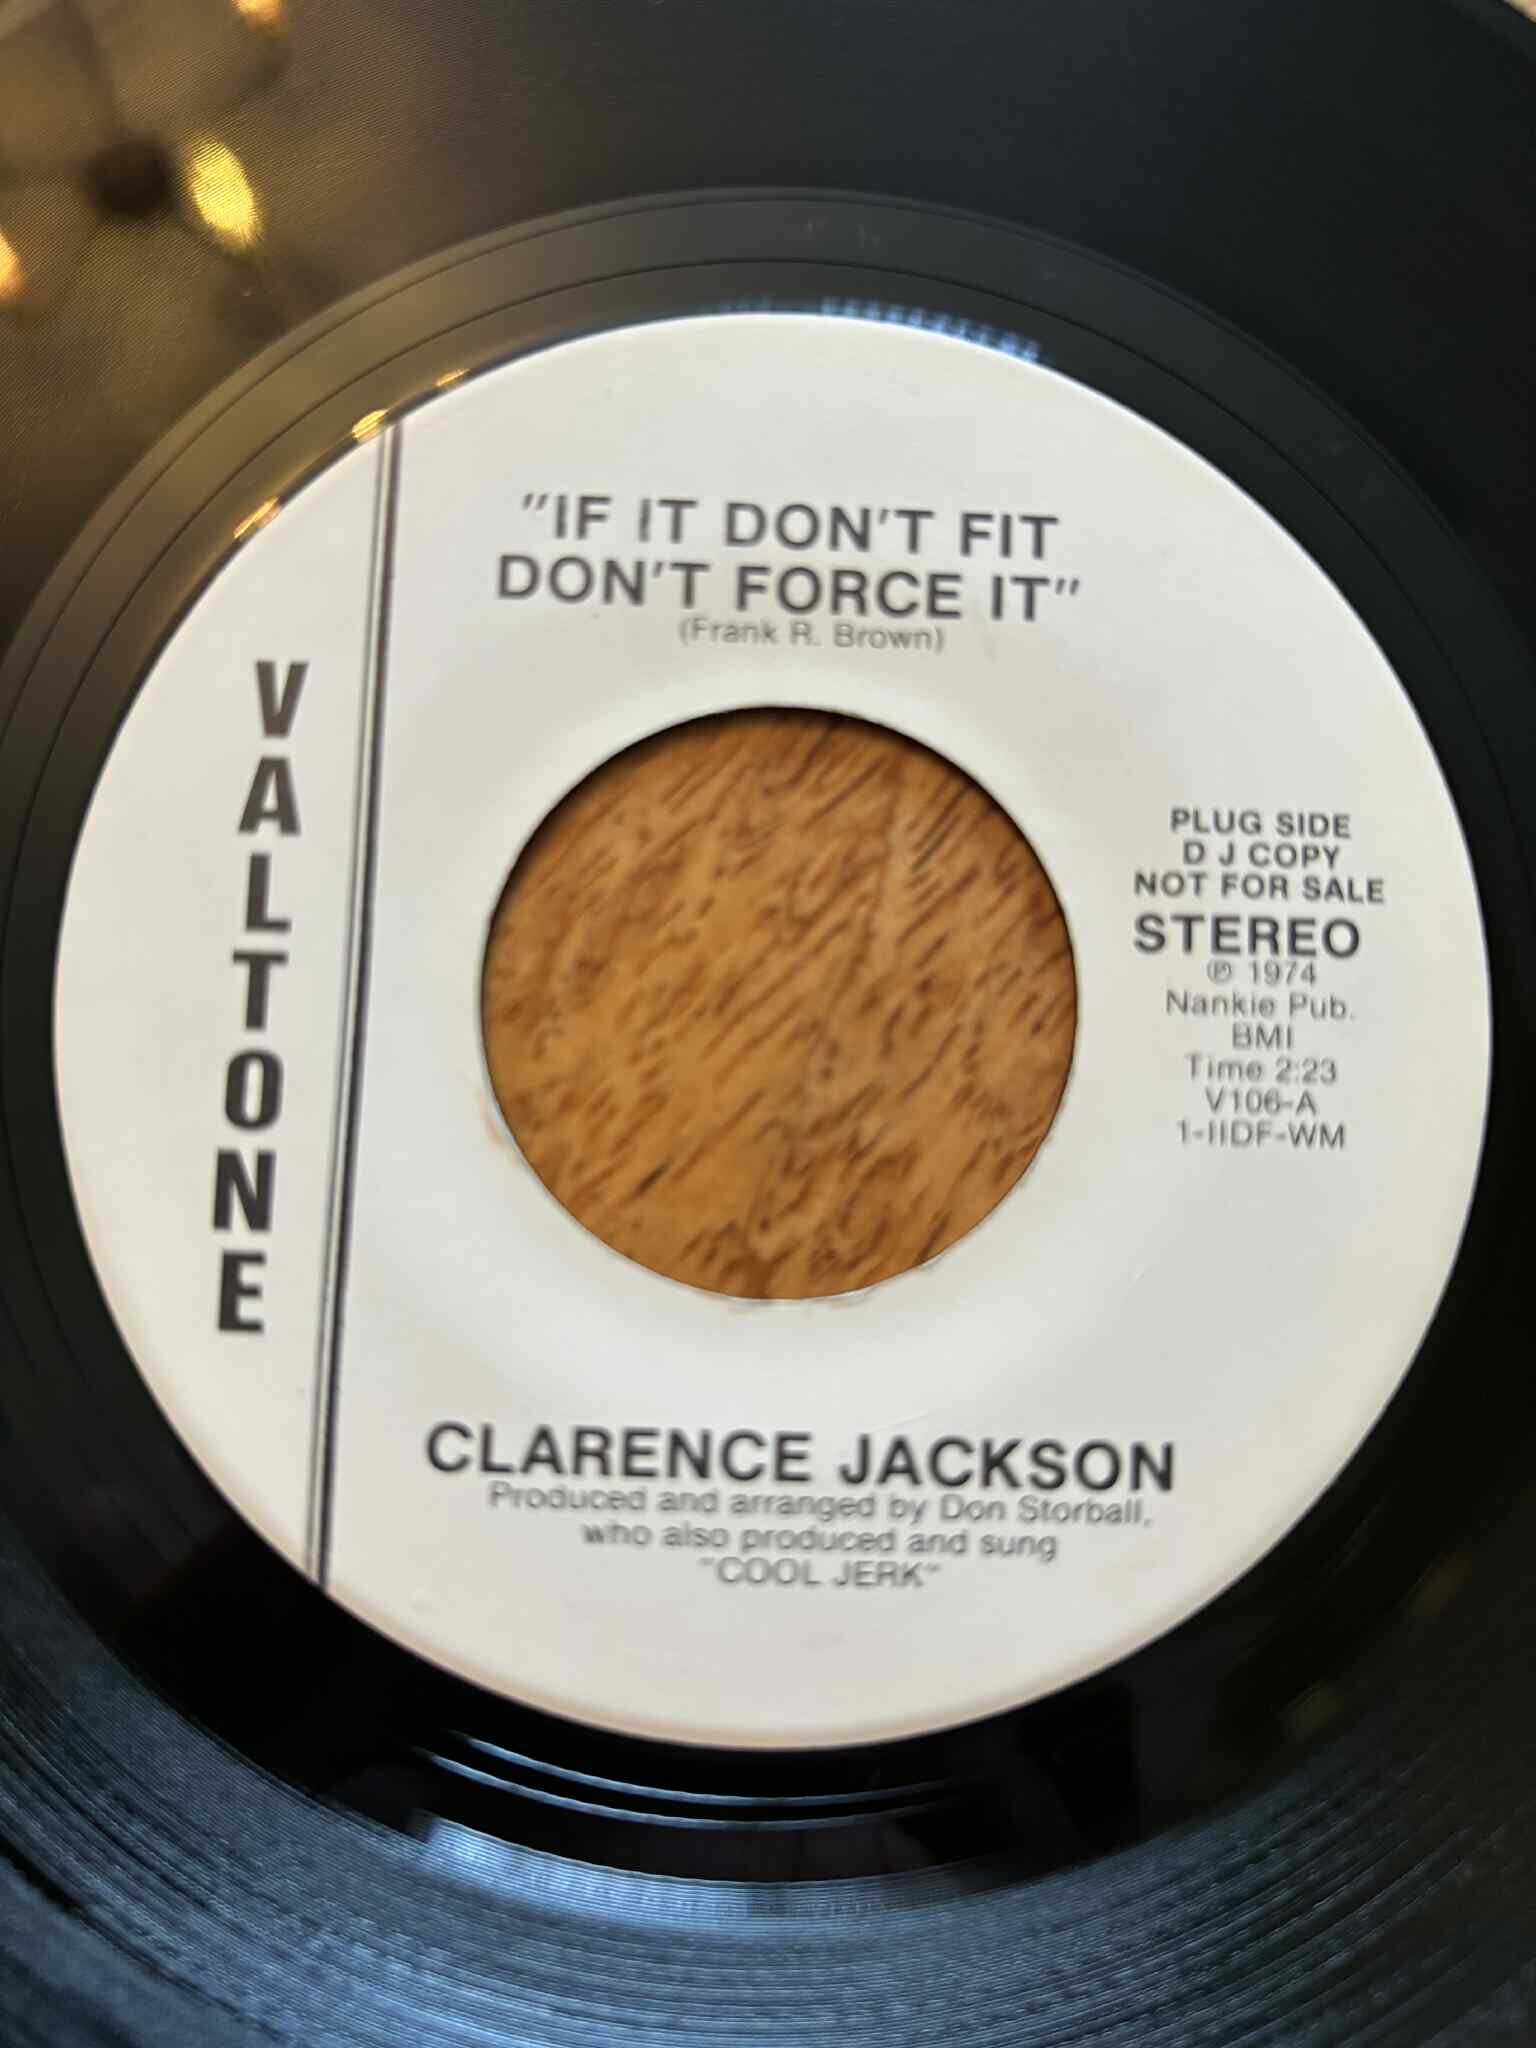 "IF IT DON'T FIT
DON'T FORCE IT"
(Frank R. Brown)
VALTONE
PLUG SIDE
D J COPY
NOT FOR SALE
STEREO
℗ 1974
Nankie Pub.
BMI
Time 2:23
V106-A
1-IIDF-WM
CLARENCE JACKSON
Produced and arranged by Don Storball,
who also produced and sung
"COOL JERK"